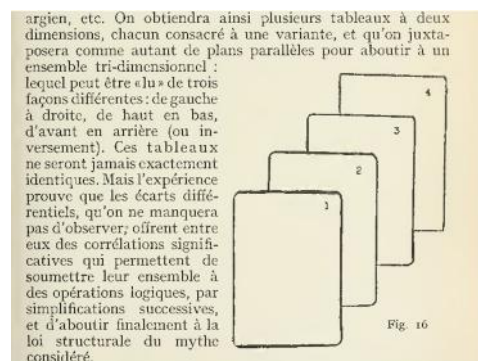 argien, etc. On obtiendra ainsi plusieurs tableaux à deux
dimensions, chacun consacré à une variante, et qu'on juxta-
posera comme autant de plans parallèles pour aboutir à un
ensemble tri-dimensionnel :
lequel peut être «lu» de trois
façons différentes : de gauche
à droite, de haut en bas,
d'avant en arrière (ou in-
versement). Ces tableaux
ne seront jamais exactement
identiques. Mais l'expérience
prouve que les écarts diffé-
rentiels, qu'on ne manquera
pas d'observer, offrent entre
eux des corrélations signifi-
catives qui permettent de
soumettre leur ensemble à
des opérations logiques, par
simplifications successives,
et d'aboutir finalement à la
loi structurale du mythe
considéré.
4
3
2
1
Fig. 16